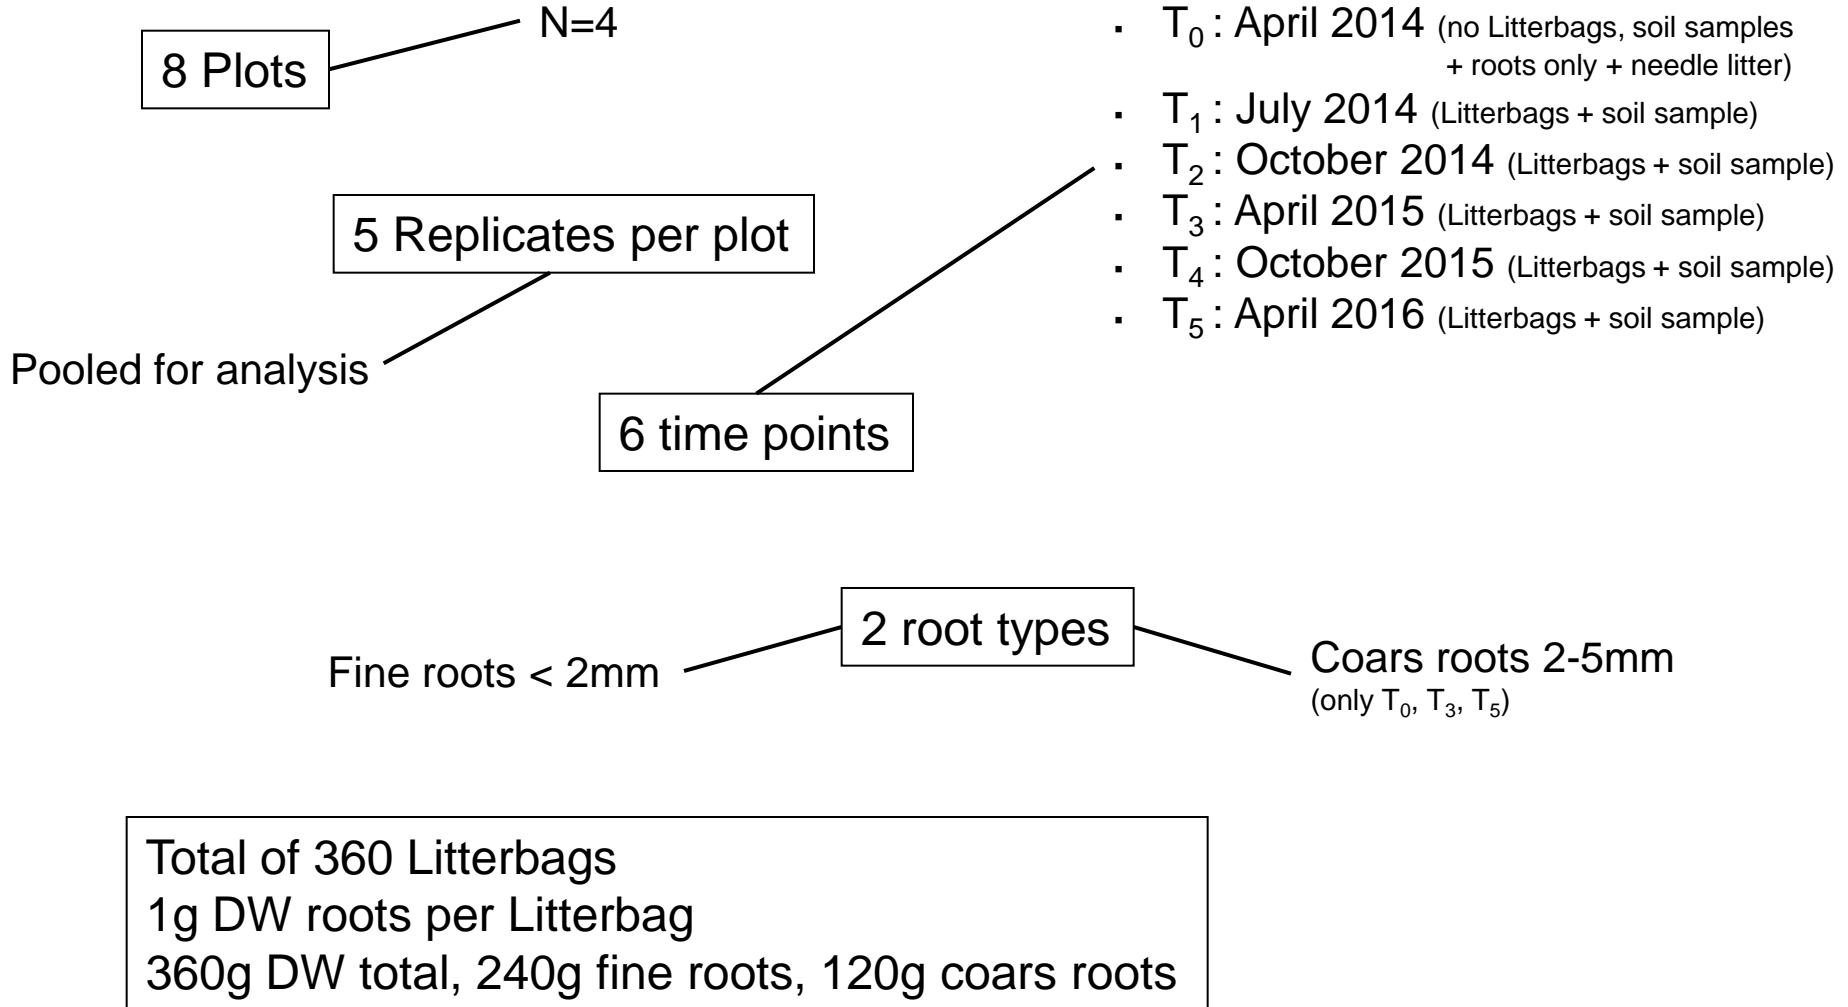 8 Plots
N=4
▪ T₀ : April 2014 (no Litterbags, soil samples
+ roots only + needle litter)
▪ T₁ : July 2014 (Litterbags + soil sample)
▪ T₂ : October 2014 (Litterbags + soil sample)
▪ T₃ : April 2015 (Litterbags + soil sample)
▪ T₄ : October 2015 (Litterbags + soil sample)
▪ T₅ : April 2016 (Litterbags + soil sample)
5 Replicates per plot
Pooled for analysis
6 time points
2 root types
Fine roots < 2mm
Coars roots 2-5mm
(only T₀, T₃, T₅)
Total of 360 Litterbags
1g DW roots per Litterbag
360g DW total, 240g fine roots, 120g coars roots